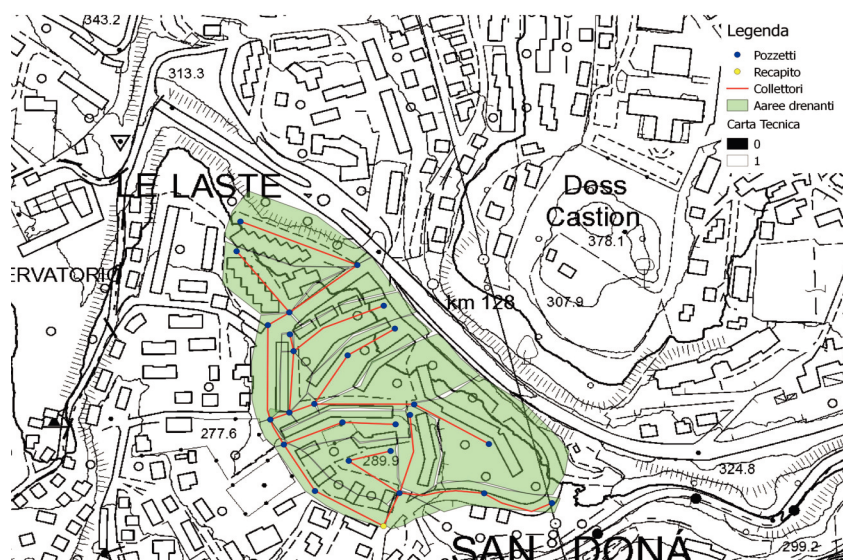 343.2
313.3
LE LASTE
ERVATORIO
277.6
289.9
km 128
Doss
Castion
378.1
307.9
324.8
299.2
SAN DONÁ
Legenda
Pozzetti
Recapito
Collettori
Aaree drenanti
Carta Tecnica
0
1